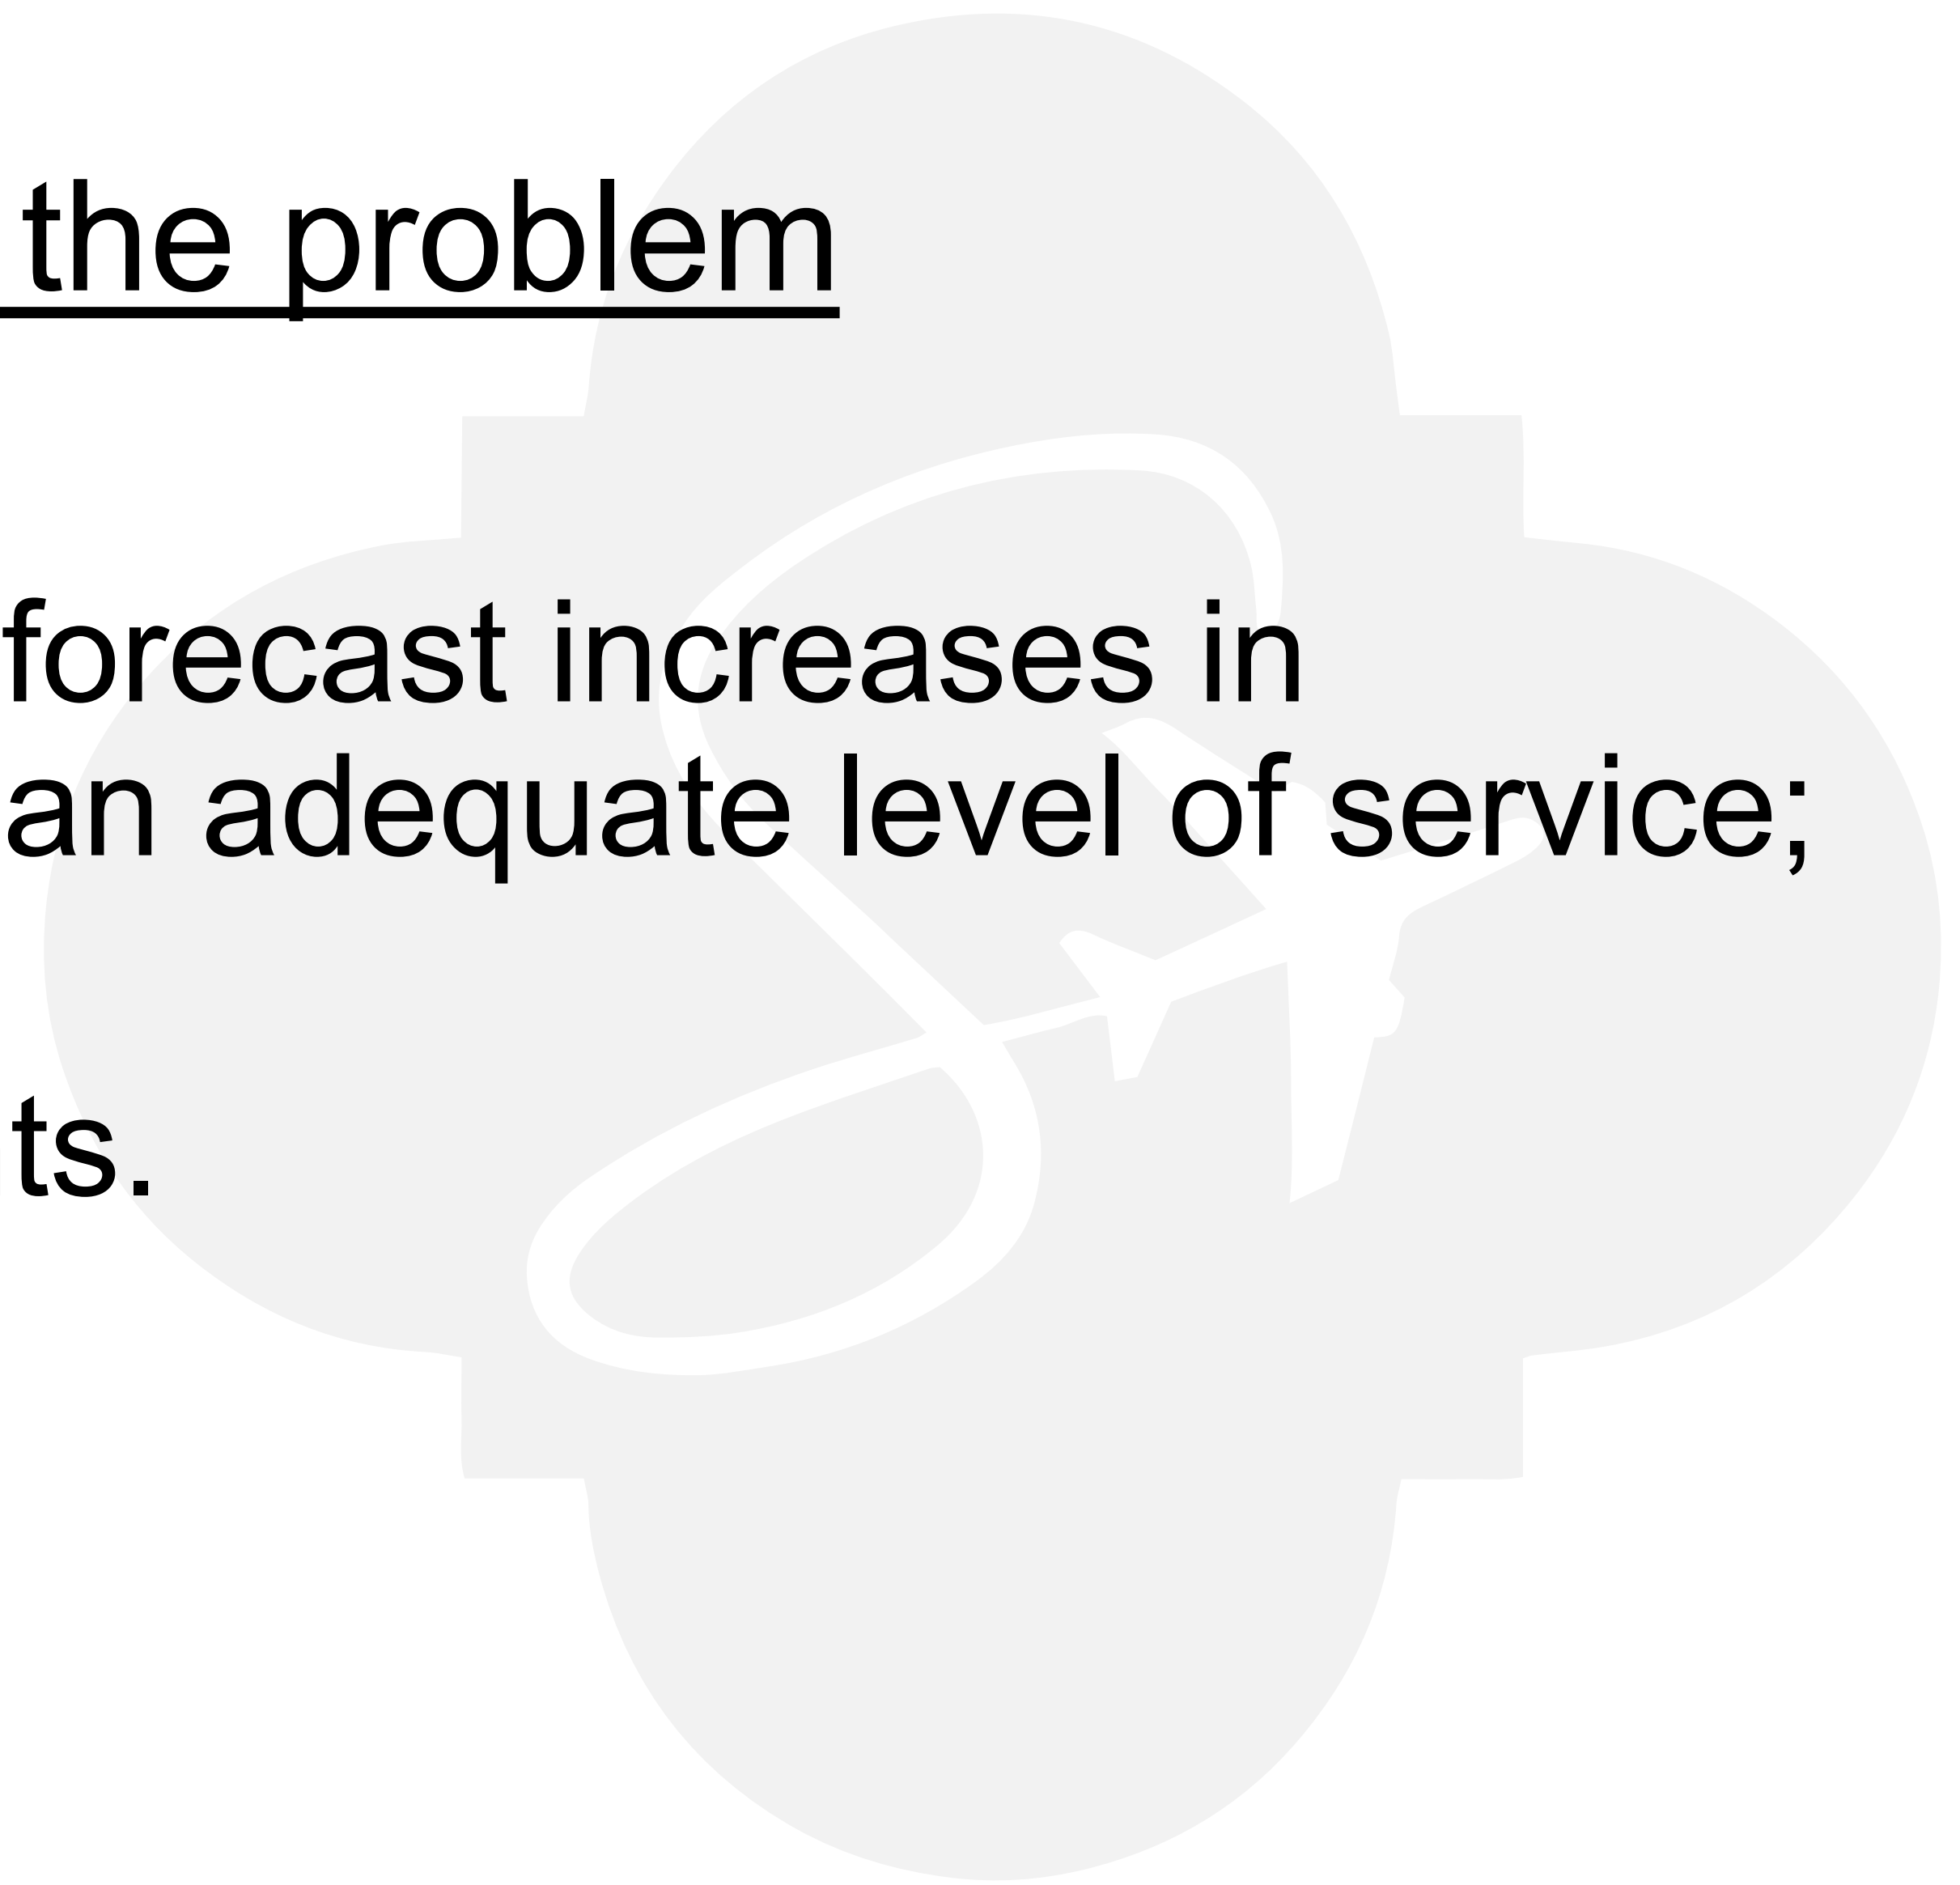 the problem
forecast increases in
an adequate level of service;
ts.